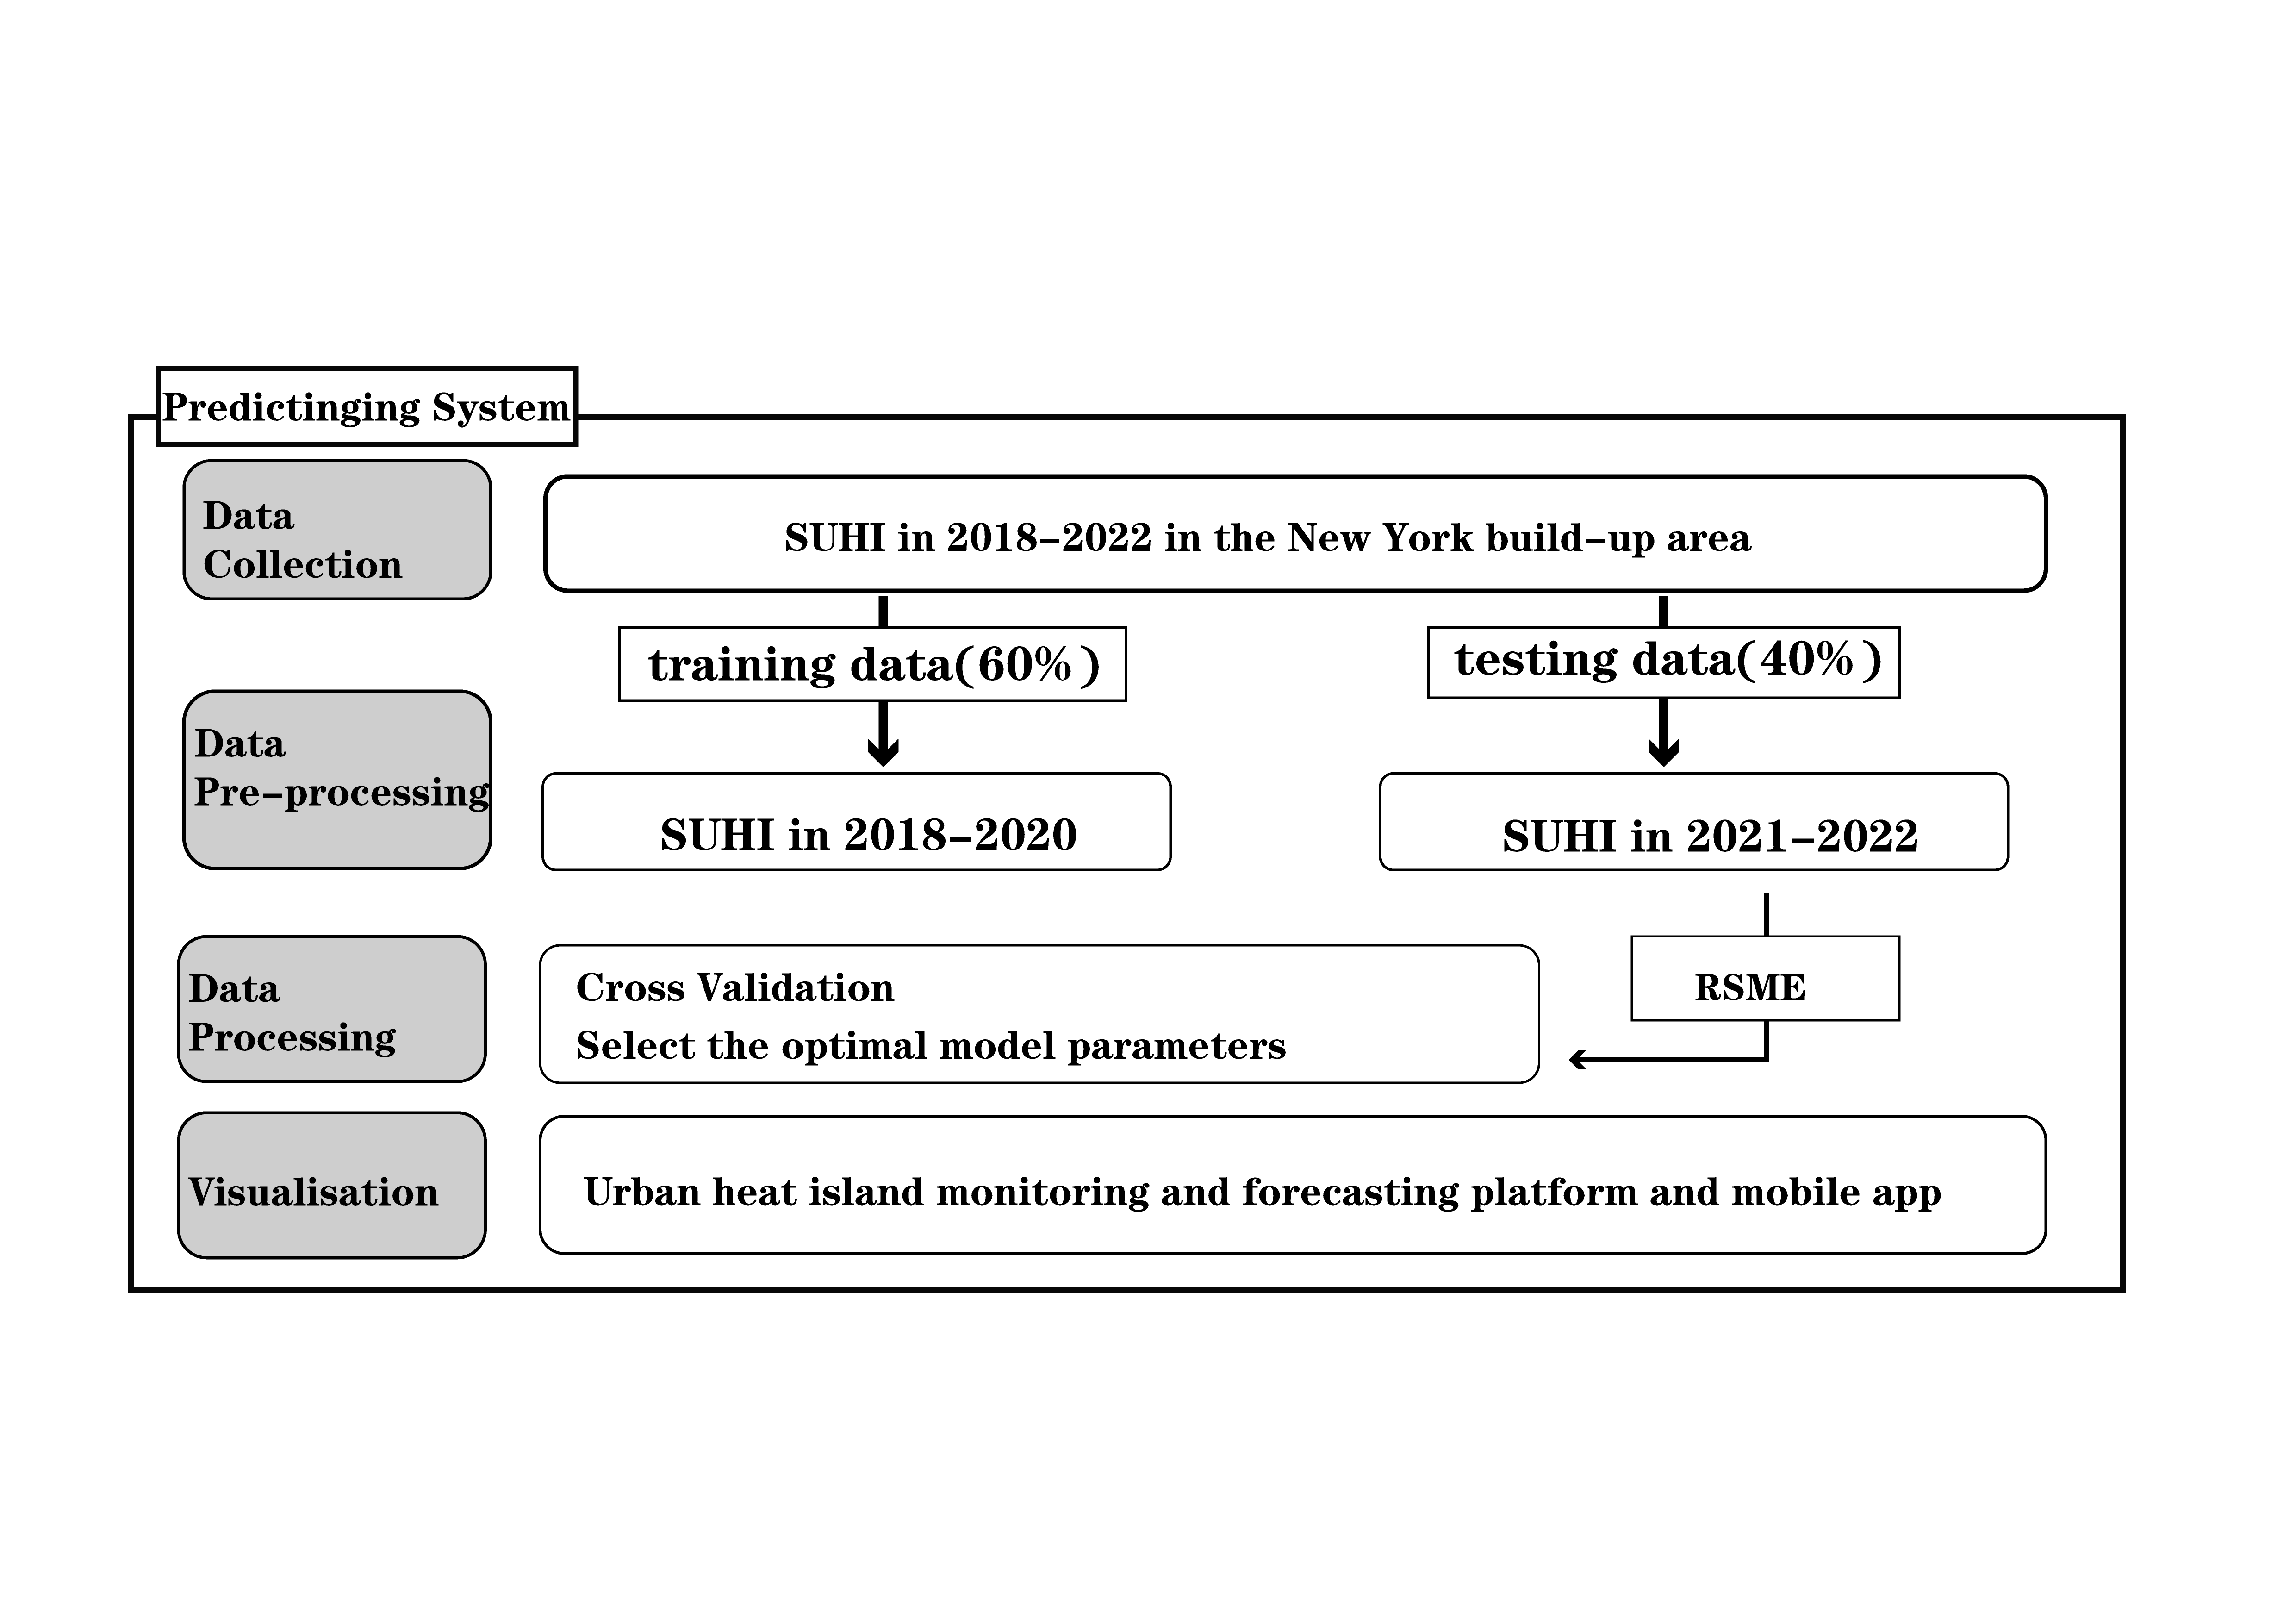 Predictinging System
Data
Collection
SUHI in 2018–2022 in the New York build–up area
training data(60%)
testing data(40%)
Data
Pre–processing
SUHI in 2018–2020
SUHI in 2021–2022
Data
Processing
Cross Validation
Select the optimal model parameters
RSME
Visualisation
Urban heat island monitoring and forecasting platform and mobile app